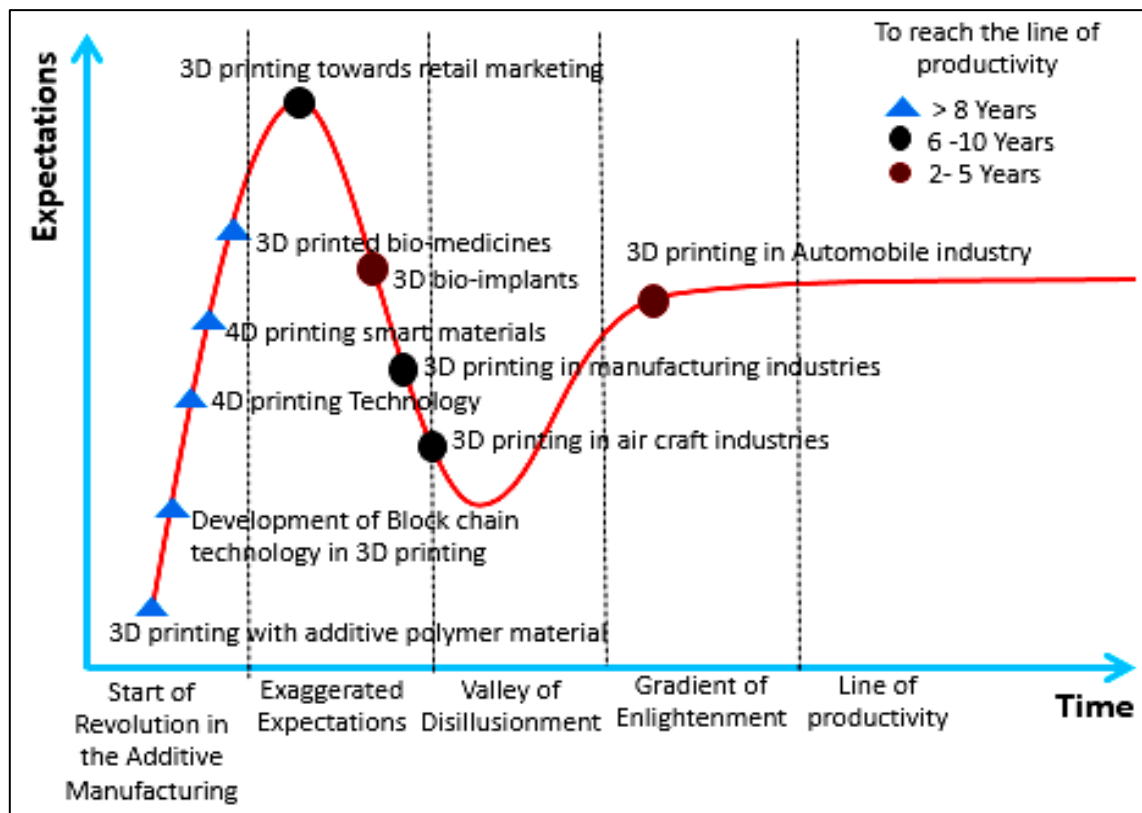 To reach the line of
productivity
> 8 Years
6 -10 Years
2- 5 Years
Expectations
3D printing towards retail marketing
3D printed bio-medicines
3D bio-implants
3D printing in Automobile industry
4D printing smart materials
3D printing in manufacturing industries
4D printing Technology
3D printing in air craft industries
Development of Block chain
technology in 3D printing
3D printing with additive polymer material
Start of
Revolution in
the Additive
Manufacturing
Exaggerated
Expectations
Valley of
Disillusionment
Gradient of
Enlightenment
Line of
productivity
Time